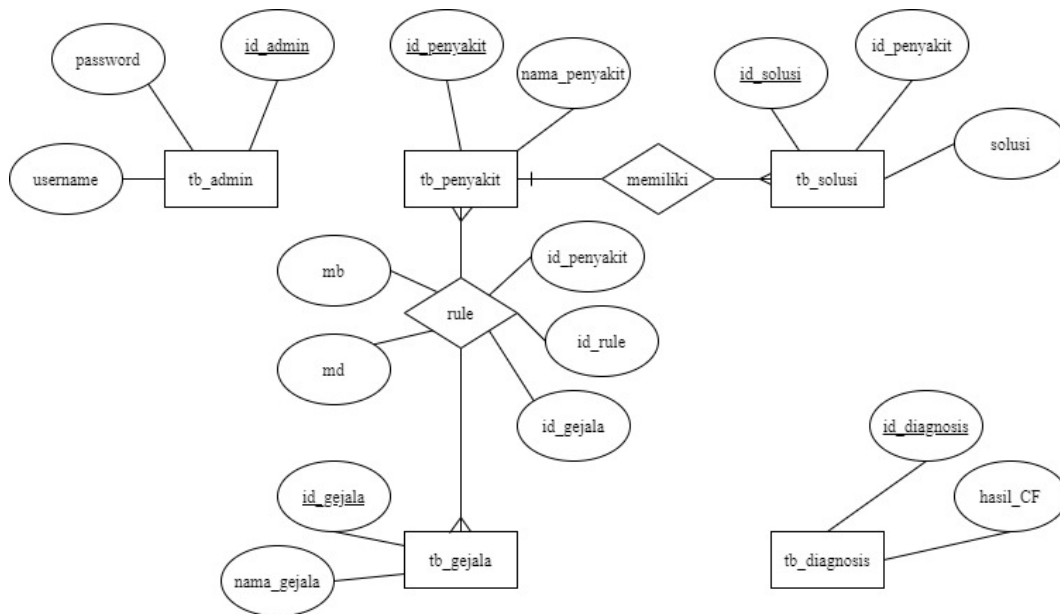 password
id_admin
id_penyakit
nama_penyakit
id_solusi
id_penyakit
solusi
username
tb_admin
tb_penyakit
memiliki
tb_solusi
mb
id_penyakit
rule
id_rule
md
id_gejala
id_diagnosis
id_gejala
hasil_CF
tb_gejala
tb_diagnosis
nama_gejala